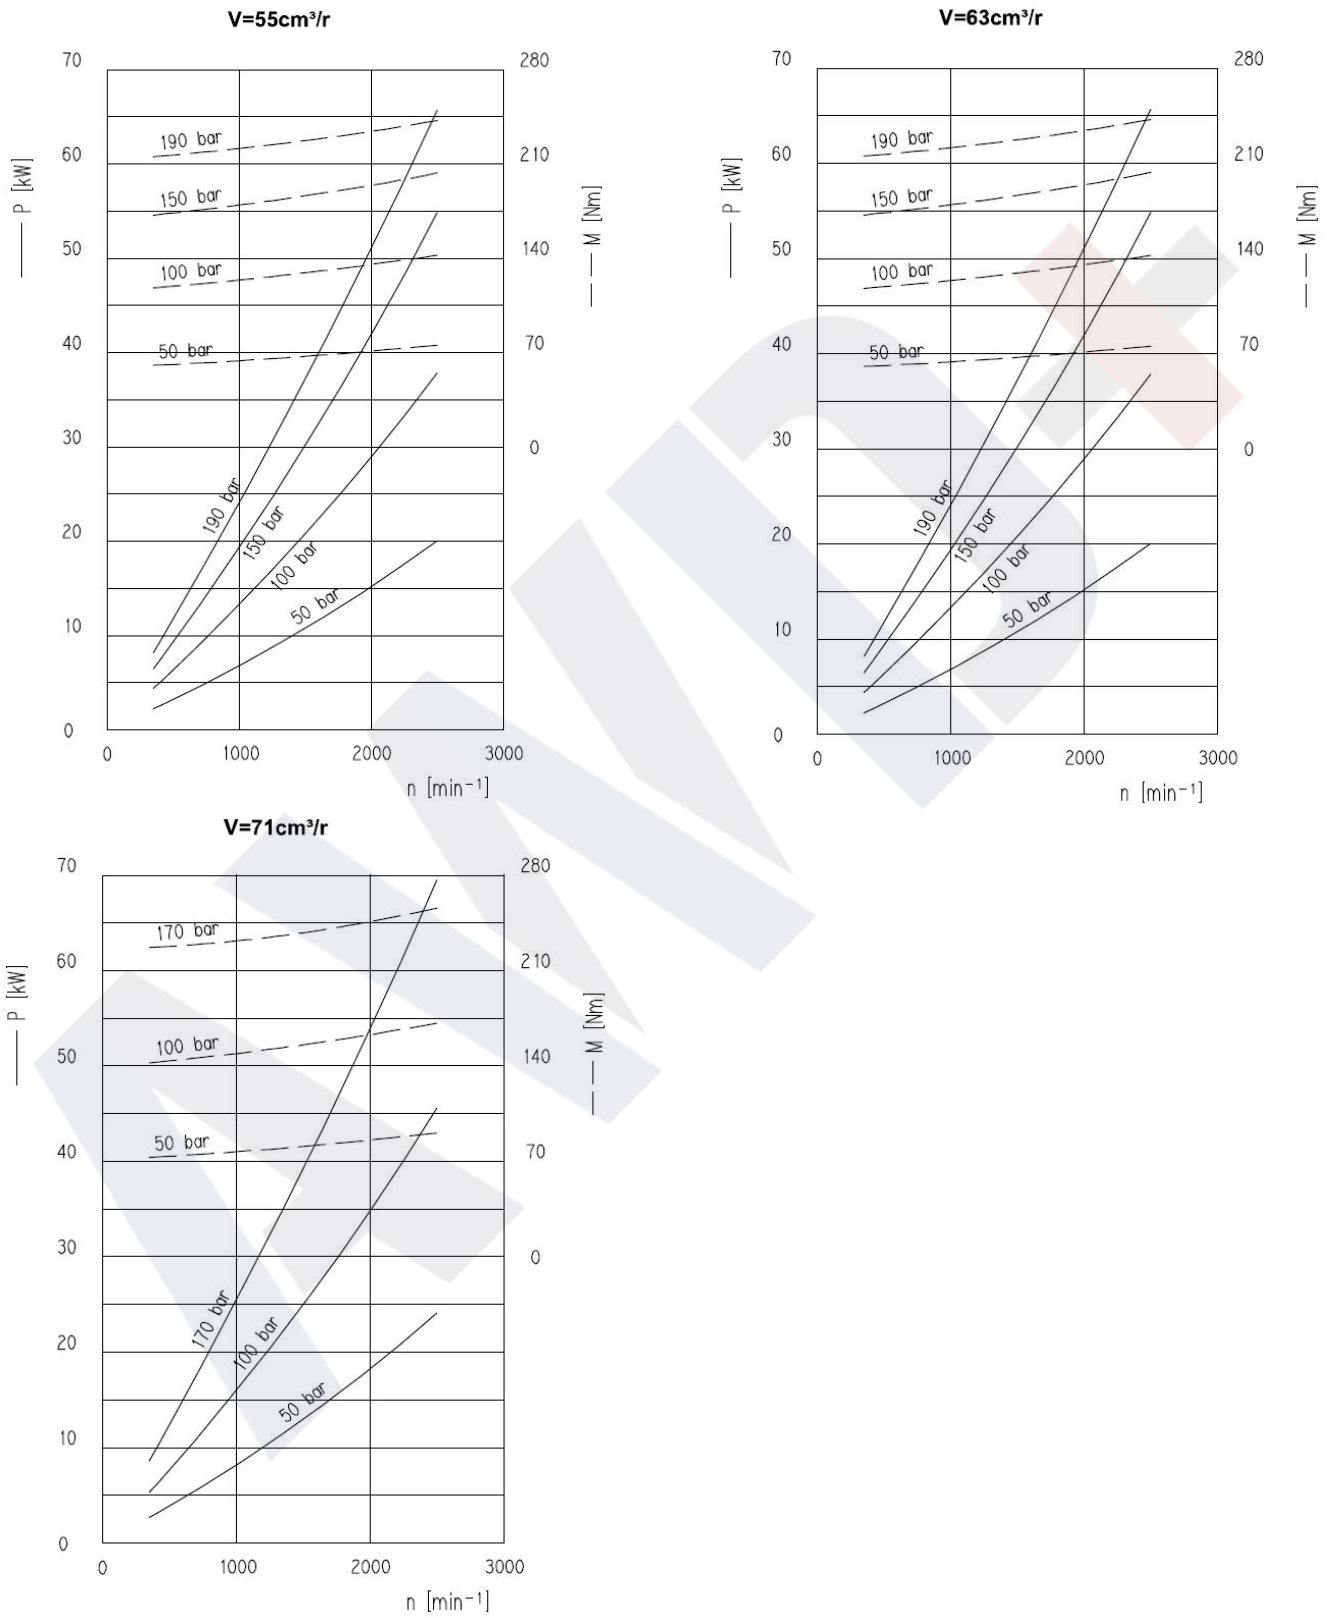 V=55cm³/r
70
60
50
40
30
20
10
0
P [kW]
280
210
140
70
0
M [Nm]
190 bar
150 bar
100 bar
50 bar
190 bar
150 bar
100 bar
50 bar
0 1000 2000 3000
n [min⁻¹]
V=63cm³/r
70
60
50
40
30
20
10
0
P [kW]
280
210
140
70
0
M [Nm]
190 bar
150 bar
100 bar
50 bar
190 bar
150 bar
100 bar
50 bar
0 1000 2000 3000
n [min⁻¹]
V=71cm³/r
70
60
50
40
30
20
10
0
P [kW]
280
210
140
70
0
M [Nm]
170 bar
100 bar
50 bar
170 bar
100 bar
50 bar
0 1000 2000 3000
n [min⁻¹]
AVD+